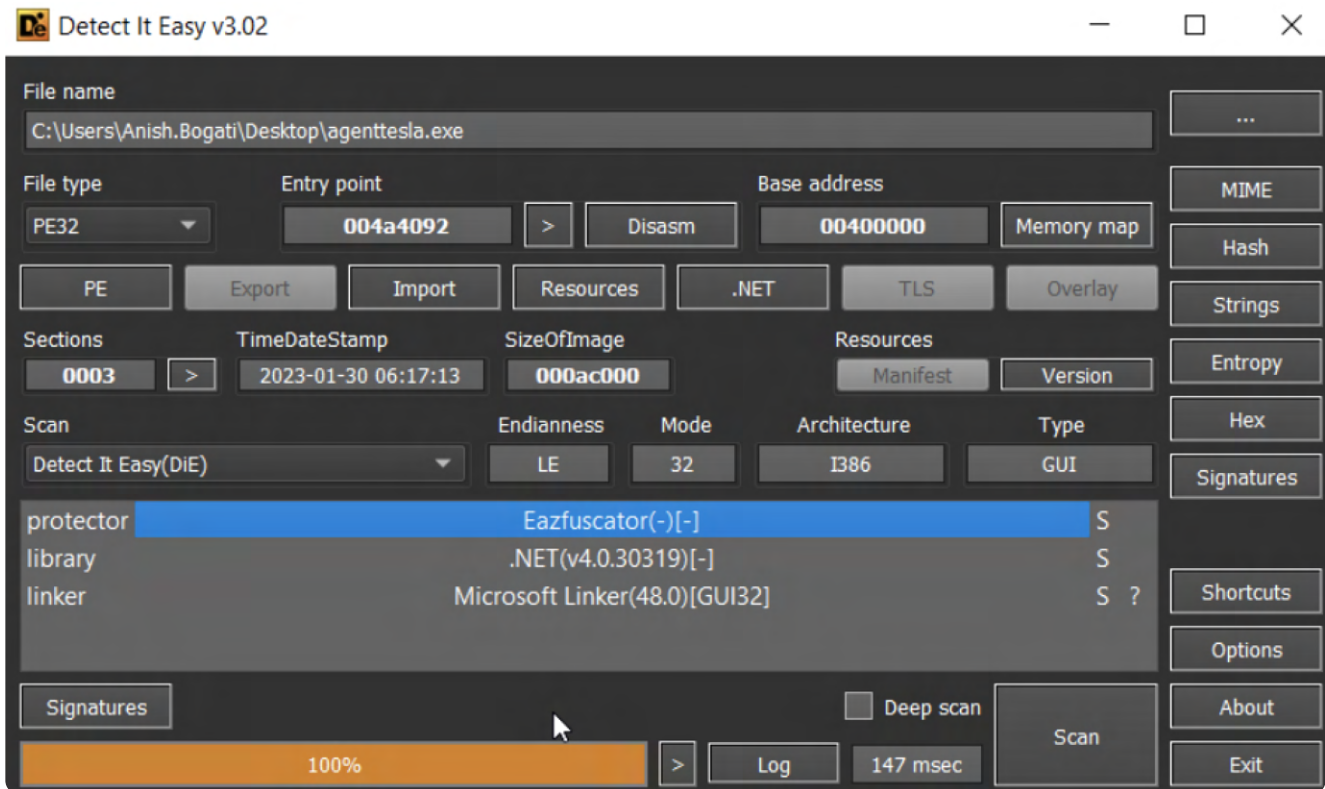 Detect It Easy v3.02
File name
C:\Users\Anish.Bogati\Desktop\agenttesla.exe
...
File type Entry point Base address
PE32 004a4092 > Disasm 00400000 Memory map
MIME
Hash
PE Export Import Resources .NET TLS Overlay
Strings
Sections TimeDateStamp SizeOfImage Resources
0003 > 2023-01-30 06:17:13 000ac000 Manifest Version
Entropy
Scan Endianness Mode Architecture Type
Hex
Detect It Easy(DiE) LE 32 I386 GUI
Signatures
protector Eazfuscator(-)[-] S
library .NET(v4.0.30319)[-] S
linker Microsoft Linker(48.0)[GUI32] S ?
Shortcuts
Options
Signatures Deep scan Scan
About
100% > Log 147 msec
Exit